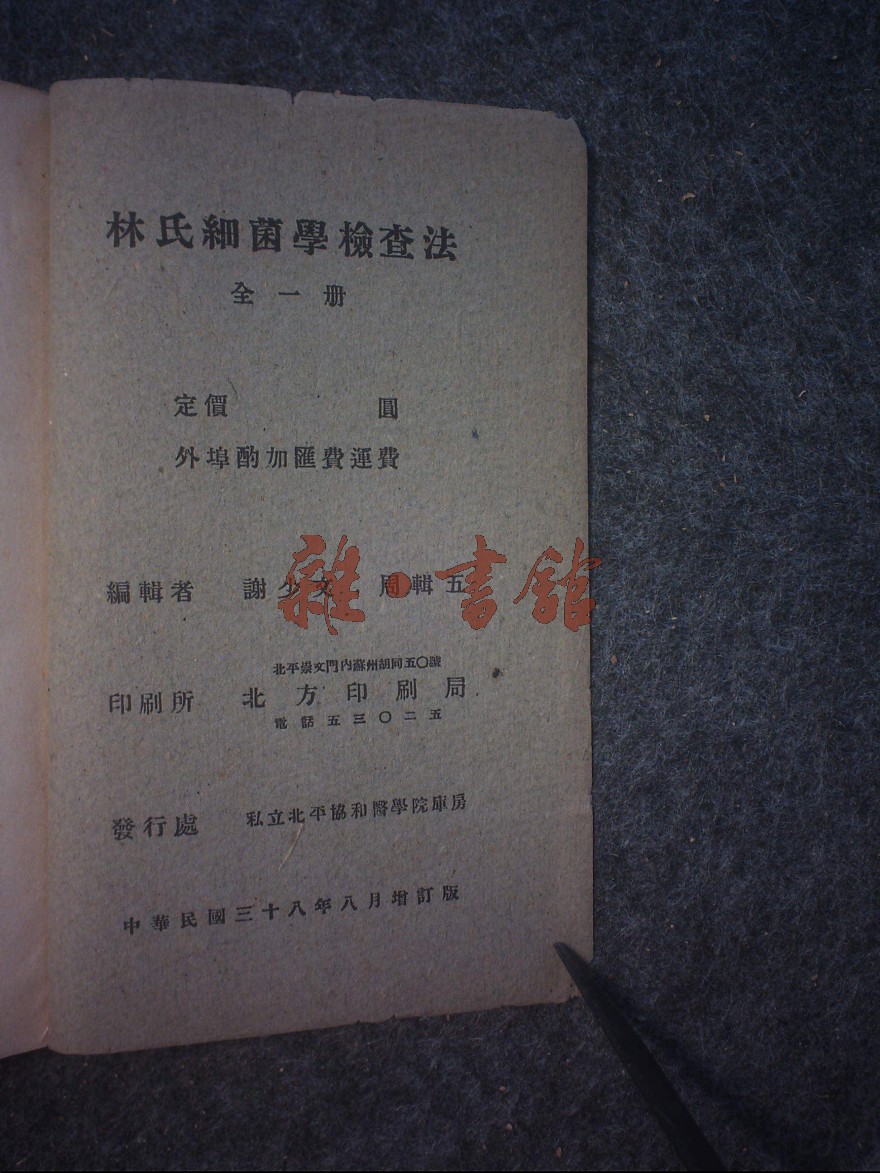 林氏細菌學檢查法
全一册
定價 圓
外埠酌加匯費運費
編輯者 謝少文 周輯五
北平崇文門內蘇州胡同五〇號
印刷所 北方印刷局
電話五三〇二五
發行處 私立北平協和醫學院庫房
中華民國三十八年八月增訂版
雜·書館